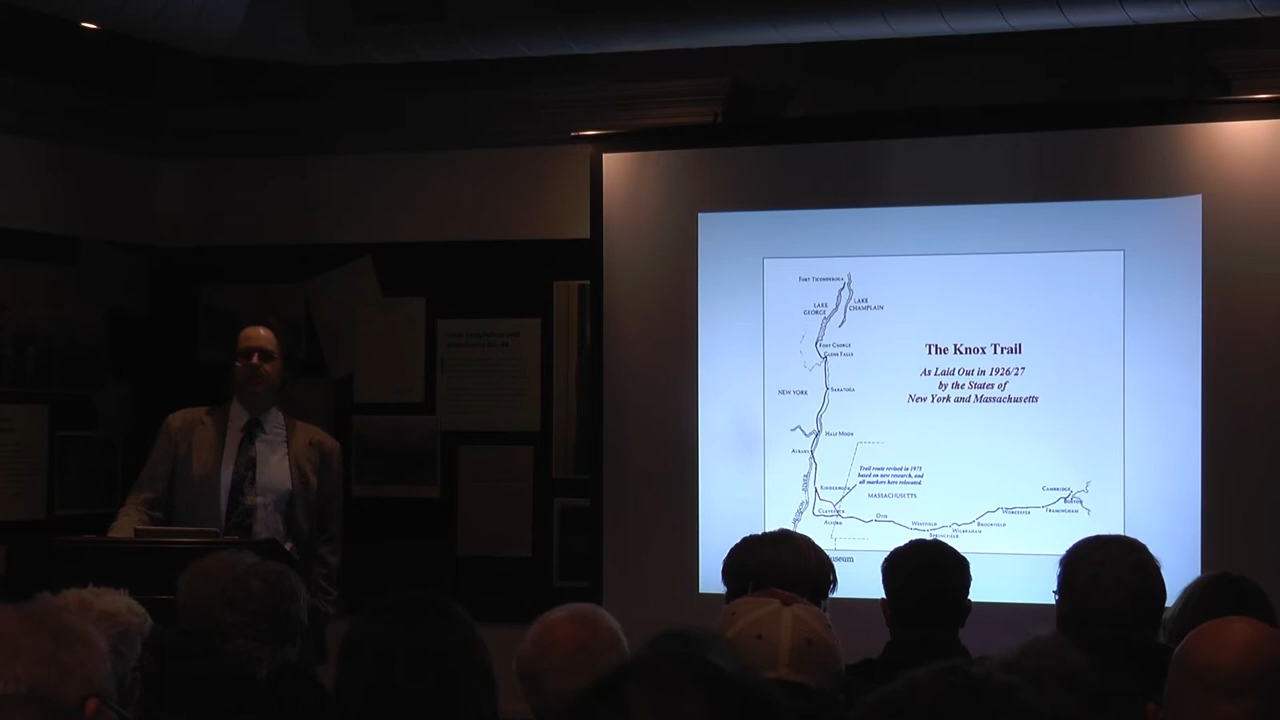 FORT TICONDEROGA
LAKE
GEORGE
LAKE
CHAMPLAIN
FORT GEORGE
GLENS FALLS
The Knox Trail
As Laid Out in 1926/27
by the States of
New York and Massachusetts
NEW YORK
SARATOGA
HALF MOON
ALBANY
Trail route revised in 1975
based on new research, and
all markers here relocated.
KINDERHOOK
MASSACHUSETTS
HUDSON RIVER
CLAVERACK
ALFORD
OTIS
WESTFIELD
SPRINGFIELD
WILBRAHAM
BROOKFIELD
WORCESTER
FRAMINGHAM
CAMBRIDGE
BOSTON
useum